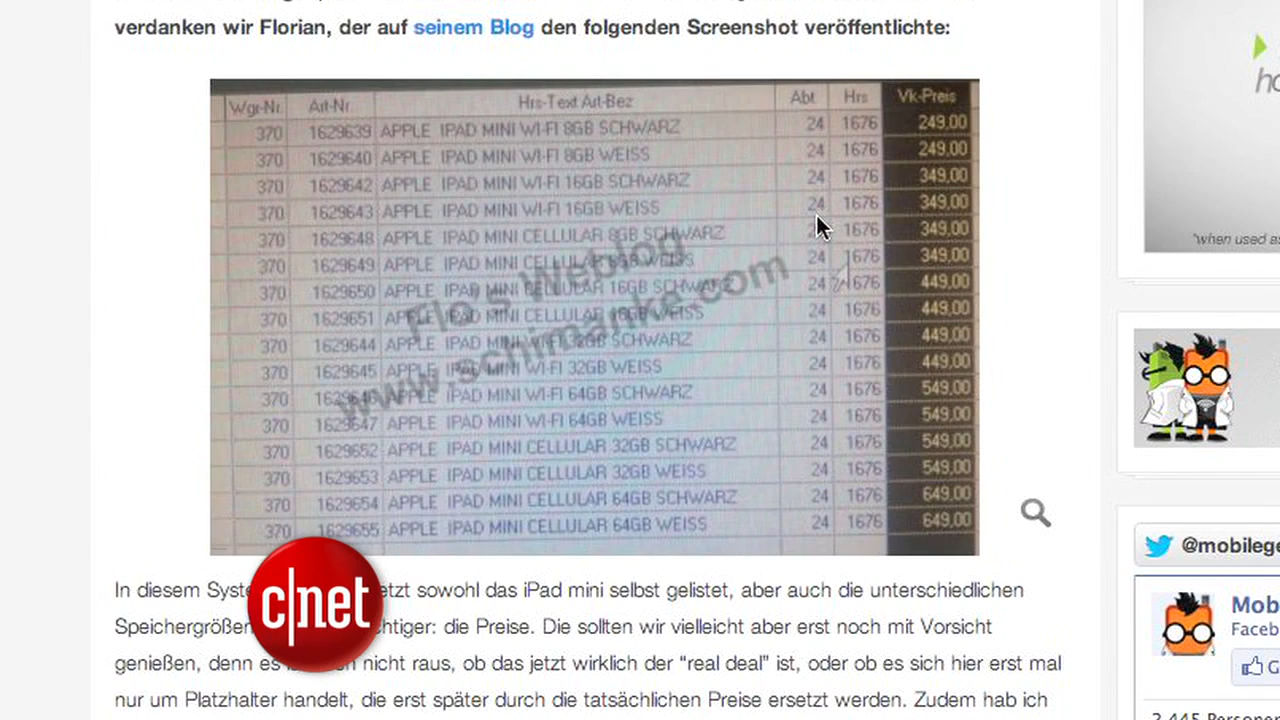 verdanken wir Florian, der auf seinem Blog den folgenden Screenshot veröffentlichte:
Wgr-Nr. Art-Nr. Hrs-Text Art-Bez Abt Hrs Vk-Preis
370 1629639 APPLE IPAD MINI WI-FI 8GB SCHWARZ 24 1676 249,00
370 1629640 APPLE IPAD MINI WI-FI 8GB WEISS 24 1676 249,00
370 1629642 APPLE IPAD MINI WI-FI 16GB SCHWARZ 24 1676 349,00
370 1629643 APPLE IPAD MINI WI-FI 16GB WEISS 24 1676 349,00
370 1629648 APPLE IPAD MINI CELLULAR 8GB SCHWARZ 1676 349,00
370 1629649 APPLE IPAD MINI CELLULAR 8GB WEISS 24 1676 349,00
370 1629650 APPLE IPAD MINI CELLULAR 16GB SCHWARZ 24 1676 449,00
370 1629651 APPLE IPAD MINI CELLULAR 16GB WEISS 24 1676 449,00
370 1629644 APPLE IPAD MINI WI-FI 32GB SCHWARZ 24 1676 449,00
370 1629645 APPLE IPAD MINI WI-FI 32GB WEISS 24 1676 449,00
370 APPLE IPAD MINI WI-FI 64GB SCHWARZ 24 1676 549,00
370 1629647 APPLE IPAD MINI WI-FI 64GB WEISS 24 1676 549,00
370 1629652 APPLE IPAD MINI CELLULAR 32GB SCHWARZ 24 1676 549,00
370 1629653 APPLE IPAD MINI CELLULAR 32GB WEISS 24 1676 549,00
370 1629654 APPLE IPAD MINI CELLULAR 64GB SCHWARZ 24 1676 649,00
370 1629655 APPLE IPAD MINI CELLULAR 64GB WEISS 24 1676 649,00
Flo's Weblog
www.schimanke.com
In diesem Syste etzt sowohl das iPad mini selbst gelistet, aber auch die unterschiedlichen
Speichergrößen chtiger: die Preise. Die sollten wir vielleicht aber erst noch mit Vorsicht
genießen, denn es nicht raus, ob das jetzt wirklich der "real deal" ist, oder ob es sich hier erst mal
nur um Platzhalter handelt, die erst später durch die tatsächlichen Preise ersetzt werden. Zudem hab ich
c|net
ho
"when used as
@mobilege
Mob
Faceb
G